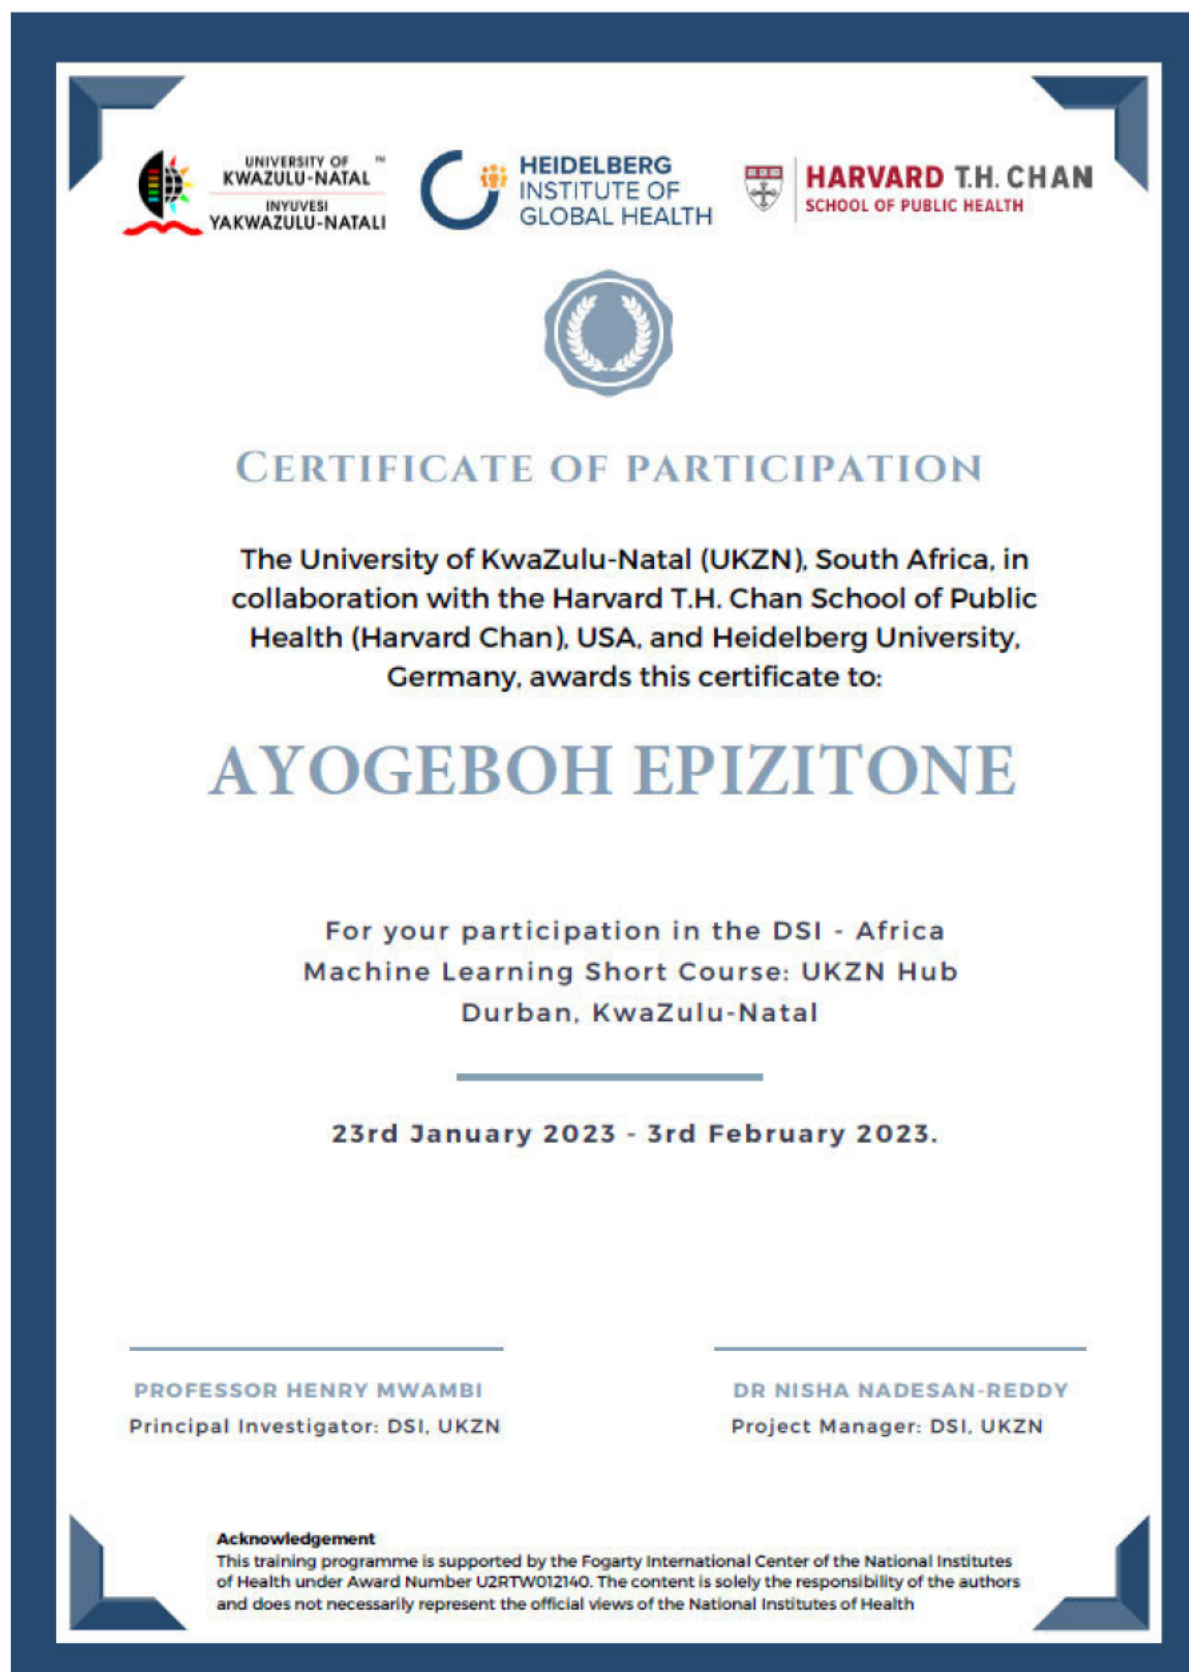 UNIVERSITY OF ™
KWAZULU-NATAL
INYUVESI
YAKWAZULU-NATALI
HEIDELBERG
INSTITUTE OF
GLOBAL HEALTH
HARVARD T.H. CHAN
SCHOOL OF PUBLIC HEALTH
CERTIFICATE OF PARTICIPATION
The University of KwaZulu-Natal (UKZN), South Africa, in
collaboration with the Harvard T.H. Chan School of Public
Health (Harvard Chan), USA, and Heidelberg University,
Germany, awards this certificate to:
AYOGEBOH EPIZITONE
For your participation in the DSI - Africa
Machine Learning Short Course: UKZN Hub
Durban, KwaZulu-Natal
23rd January 2023 - 3rd February 2023.
PROFESSOR HENRY MWAMBI
Principal Investigator: DSI, UKZN
DR NISHA NADESAN-REDDY
Project Manager: DSI, UKZN
Acknowledgement
This training programme is supported by the Fogarty International Center of the National Institutes
of Health under Award Number U2RTW012140. The content is solely the responsibility of the authors
and does not necessarily represent the official views of the National Institutes of Health